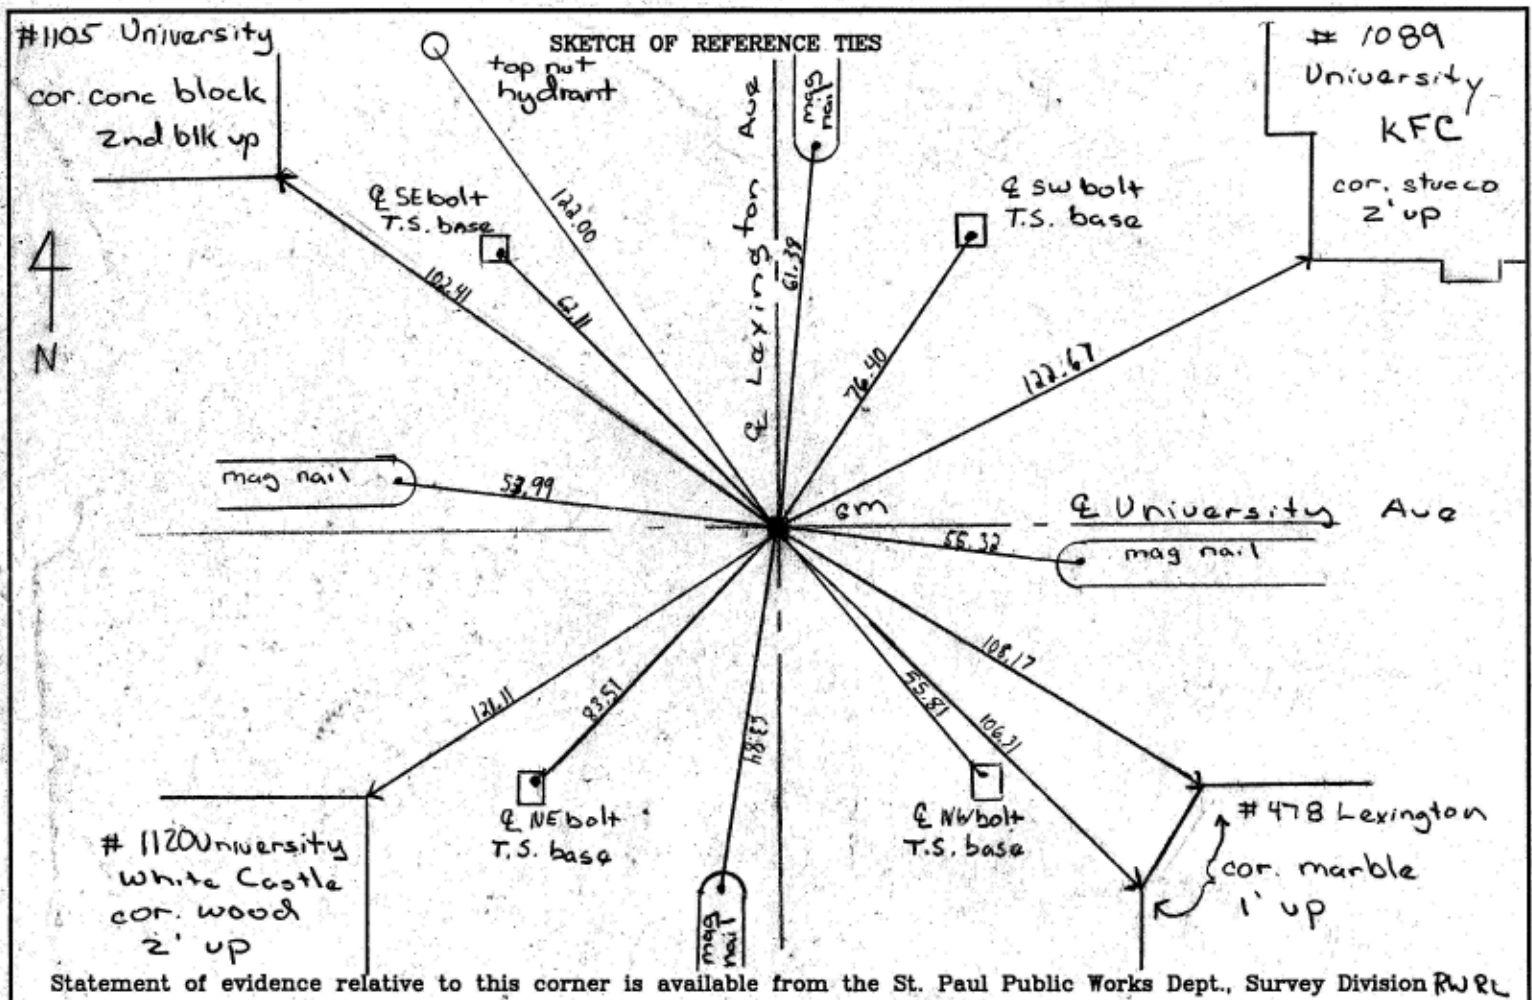 SKETCH OF REFERENCE TIES
#1105 University
cor. conc block
2nd blk up
top nut
hydrant
℄ Lexington Ave
mag
nail
# 1089
University
KFC
cor. stucco
2' up
℄ SE bolt
T.S. base
℄ SW bolt
T.S. base
122.00
102.41
62.11
61.39
76.40
122.67
N
mag nail
53.99
℄ University Ave
55.32
mag nail
121.11
83.51
63.84
55.81
106.31
108.17
# 1120 University
White Castle
cor. wood
2' up
℄ NE bolt
T.S. base
mag
nail
℄ NW bolt
T.S. base
#478 Lexington
cor. marble
1' up
Statement of evidence relative to this corner is available from the St. Paul Public Works Dept., Survey Division RW RL